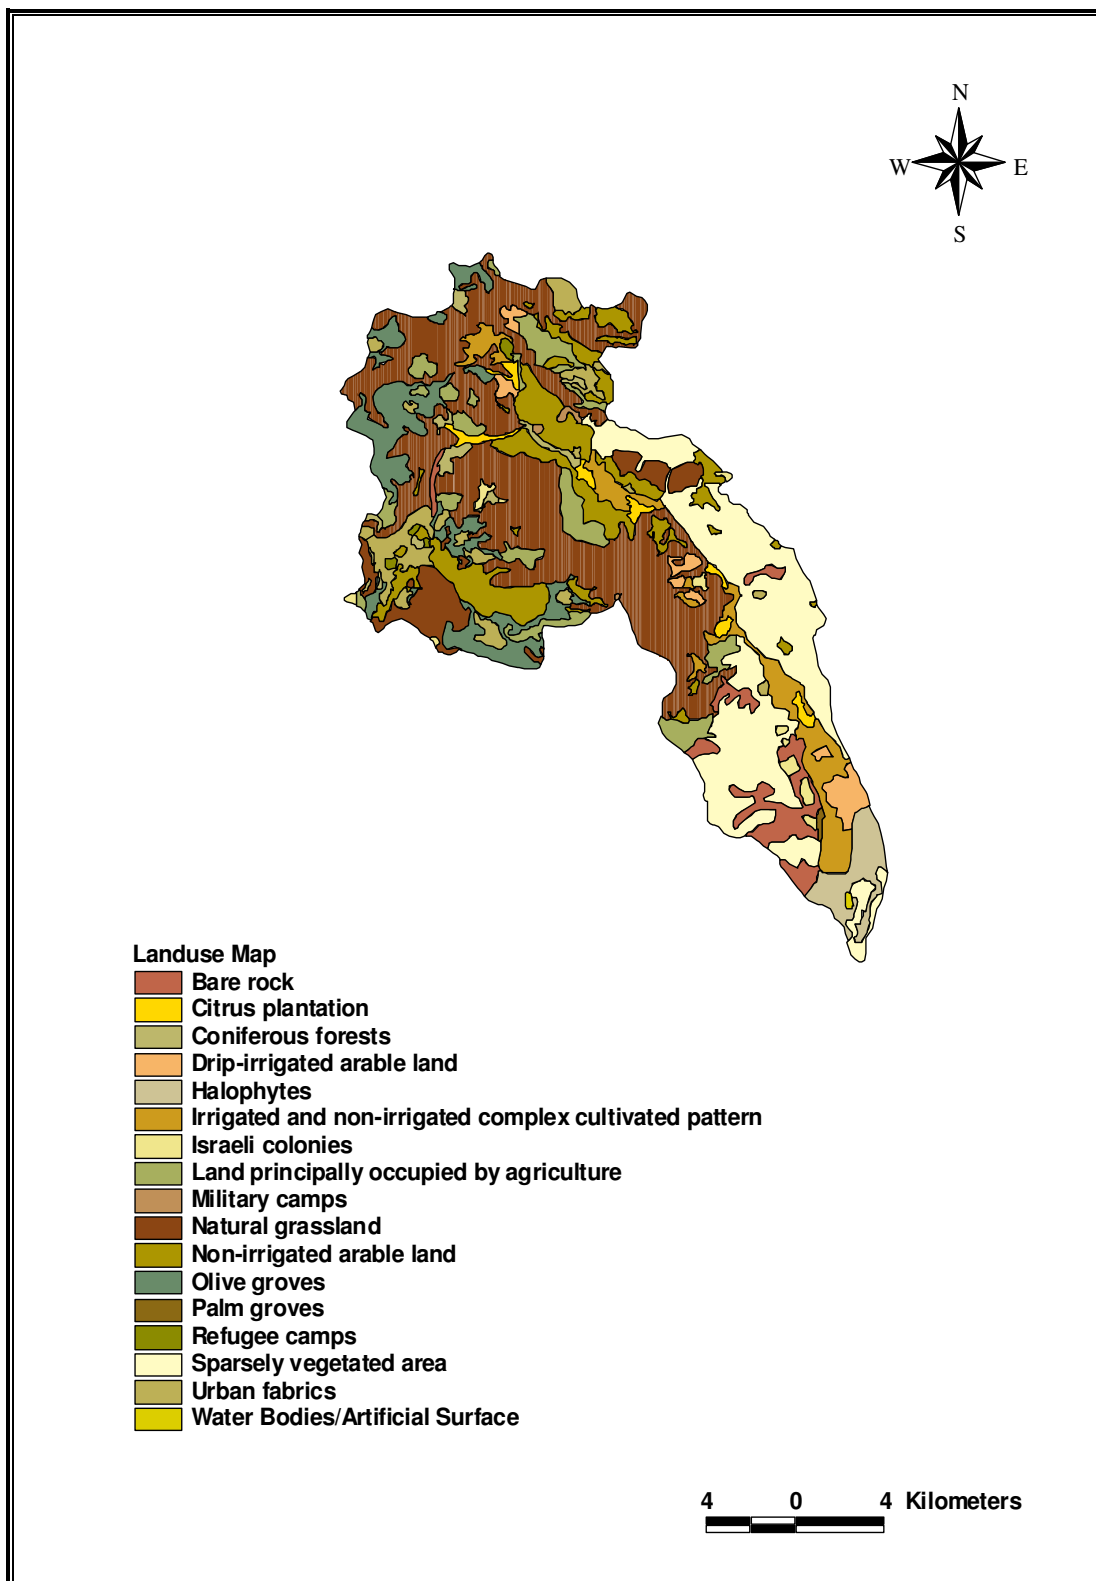 N
W E
S
Landuse Map
Bare rock
Citrus plantation
Coniferous forests
Drip-irrigated arable land
Halophytes
Irrigated and non-irrigated complex cultivated pattern
Israeli colonies
Land principally occupied by agriculture
Military camps
Natural grassland
Non-irrigated arable land
Olive groves
Palm groves
Refugee camps
Sparsely vegetated area
Urban fabrics
Water Bodies/Artificial Surface
4 0 4 Kilometers